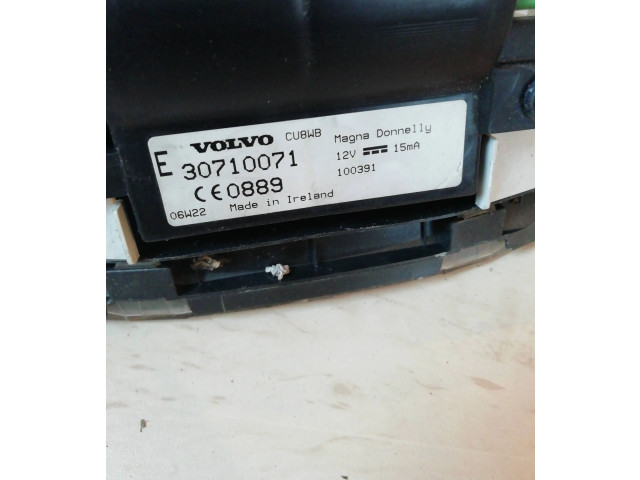 VOLVO CU8WB Magna Donnelly
E 30710071 12V 15mA
CE0889 100391
06W22 Made in Ireland